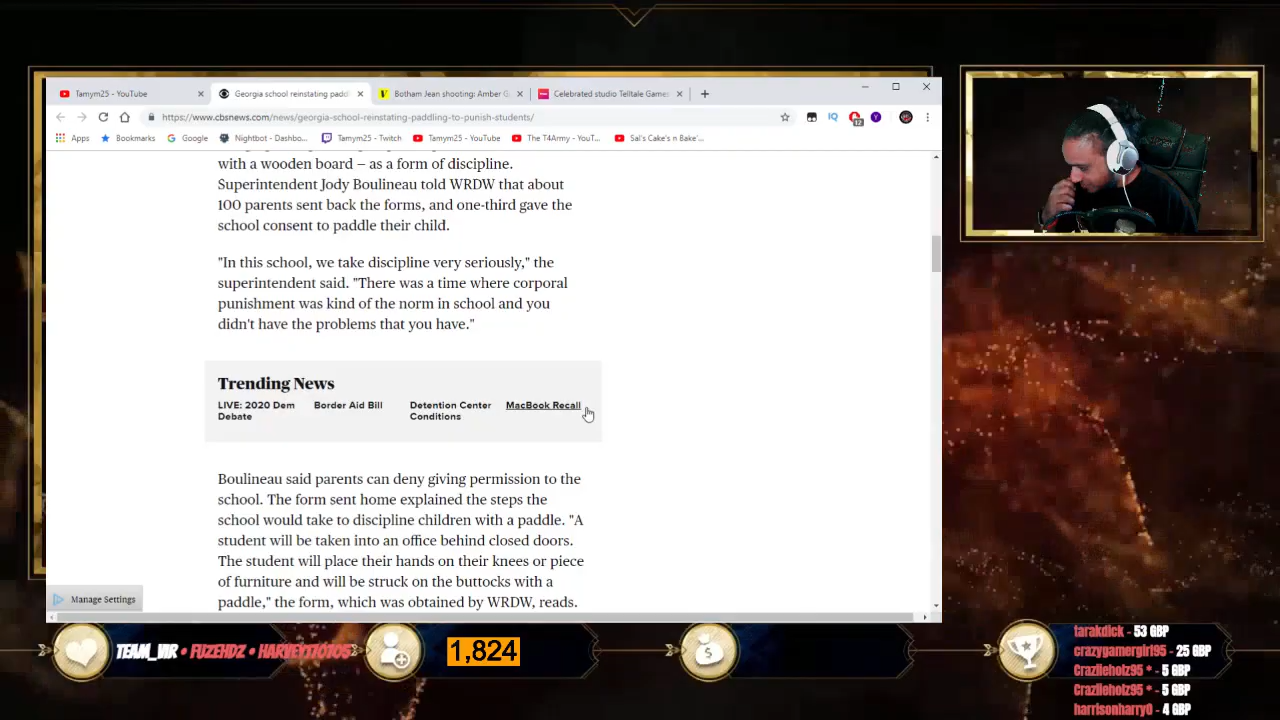 Tamym25 - YouTube
Georgia school reinstating padd
Botham Jean shooting: Amber G
Celebrated studio Telltale Games
https://www.cbsnews.com/news/georgia-school-reinstating-paddling-to-punish-students/
IQ
12
Y
Apps
Bookmarks
Google
Nightbot - Dashbo...
Tamym25 - Twitch
Tamym25 - YouTube
The T4Army - YouT...
Sal's Cake's n Bake'...
with a wooden board — as a form of discipline.
Superintendent Jody Boulineau told WRDW that about
100 parents sent back the forms, and one-third gave the
school consent to paddle their child.
"In this school, we take discipline very seriously," the
superintendent said. "There was a time where corporal
punishment was kind of the norm in school and you
didn't have the problems that you have."
Trending News
LIVE: 2020 Dem
Debate
Border Aid Bill
Detention Center
Conditions
MacBook Recall
Boulineau said parents can deny giving permission to the
school. The form sent home explained the steps the
school would take to discipline children with a paddle. "A
student will be taken into an office behind closed doors.
The student will place their hands on their knees or piece
of furniture and will be struck on the buttocks with a
paddle," the form, which was obtained by WRDW, reads.
Manage Settings
TEAM_VIR • FUZEHDZ • HARVEY170105
1,824
tarakdick - 53 GBP
crazygamergirl95 - 25 GBP
Crazlieholz95 * - 5 GBP
Crazlieholz95 * - 5 GBP
harrisonharry0 - 4 GBP